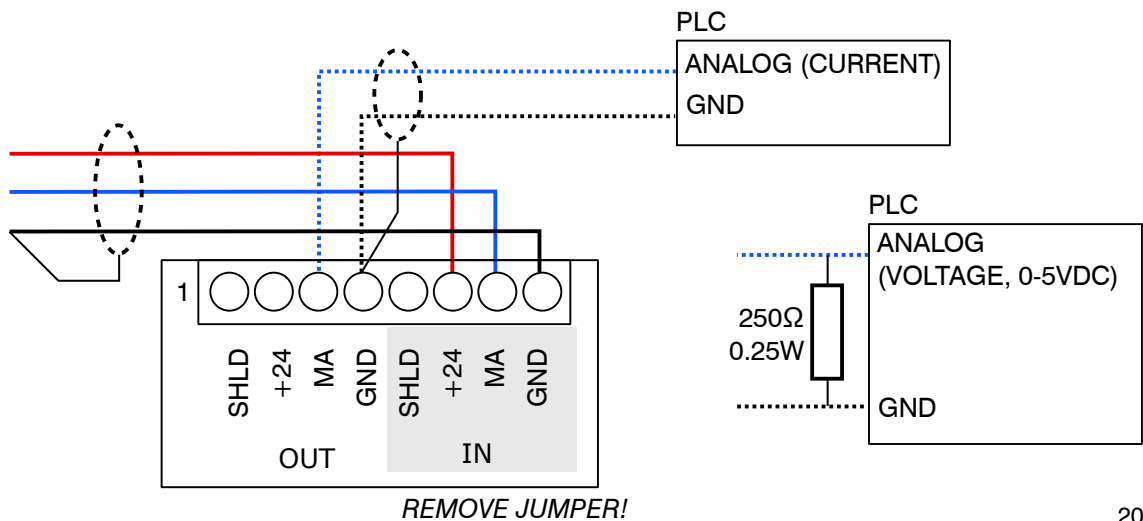 PLC
ANALOG (CURRENT)
GND
PLC
ANALOG
(VOLTAGE, 0-5VDC)
250Ω
0.25W
GND
1
SHLD
+24
MA
GND
SHLD
+24
MA
GND
OUT
IN
REMOVE JUMPER!
20